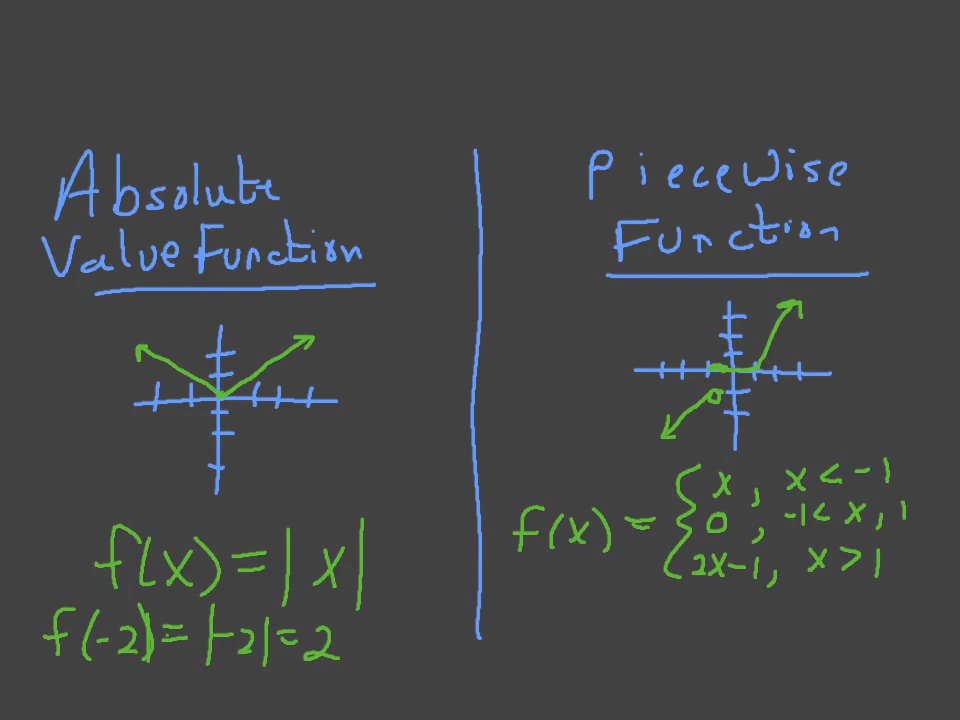 Absolute
Value Function
f(x) = |x|
f(-2) = |-2| = 2
Piecewise
Function
f(x) = { x, x < -1
0, -1 < x, 1
2x-1, x > 1